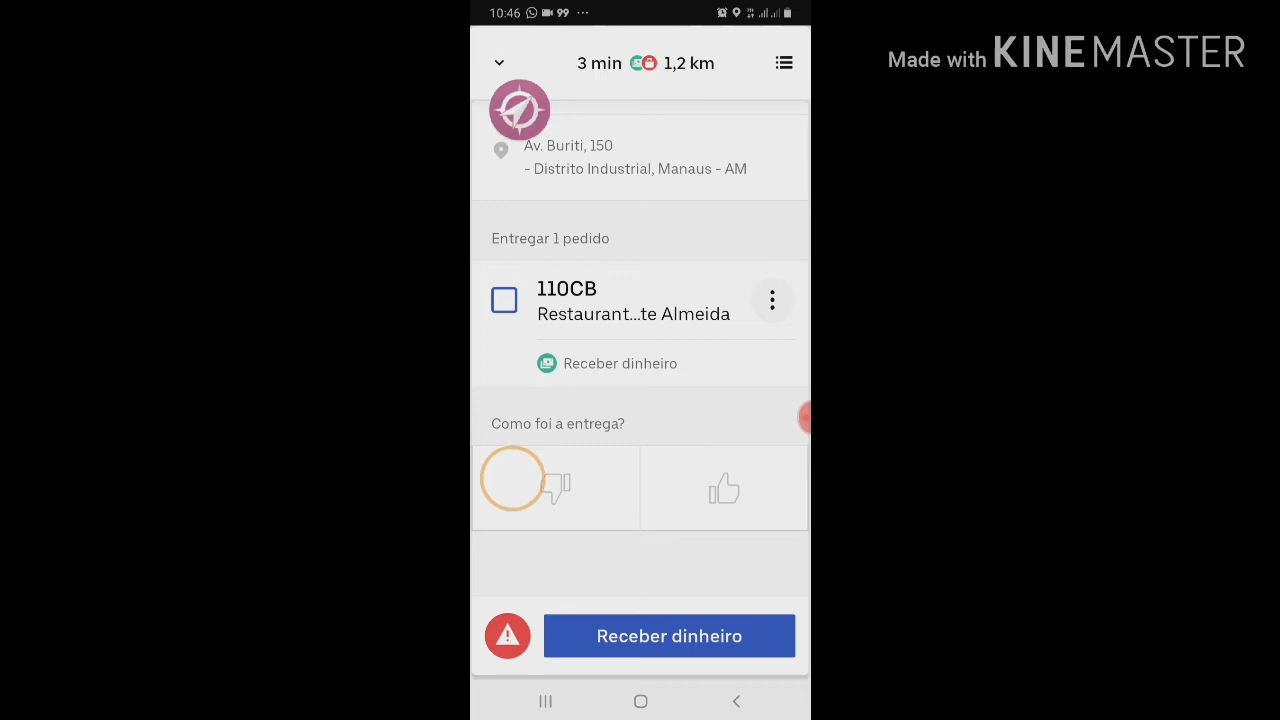 10:46 99 ...
Made with KINEMASTER
3 min 1,2 km
Av. Buriti, 150
- Distrito Industrial, Manaus - AM
Entregar 1 pedido
110CB
Restaurant...te Almeida
Receber dinheiro
Como foi a entrega?
Receber dinheiro